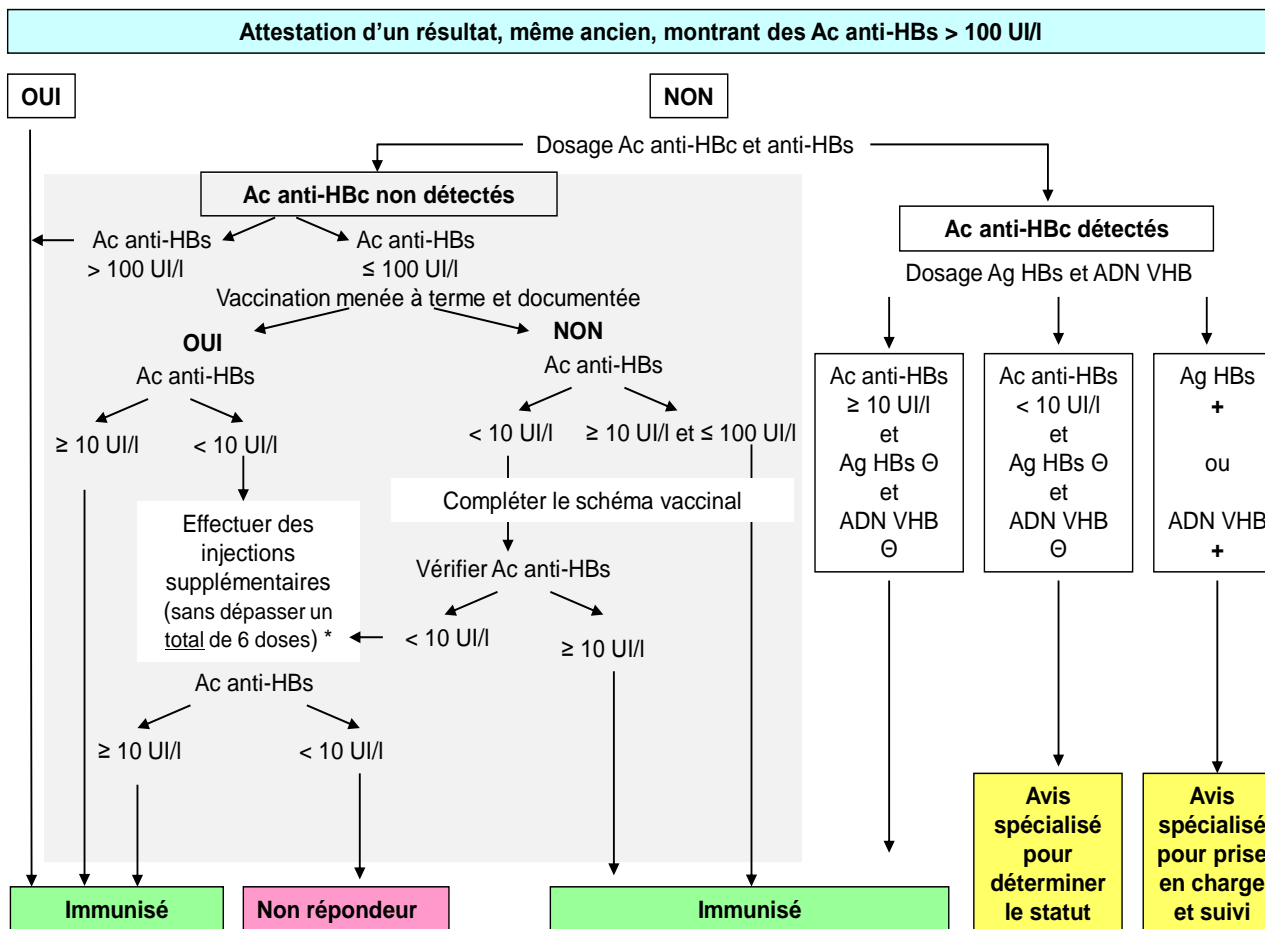 Attestation d'un résultat, même ancien, montrant des Ac anti-HBs > 100 UI/l
OUI
NON
Dosage Ac anti-HBc et anti-HBs
Ac anti-HBc non détectés
Ac anti-HBs
> 100 UI/l
Ac anti-HBs
≤ 100 UI/l
Vaccination menée à terme et documentée
OUI
Ac anti-HBs
≥ 10 UI/l
< 10 UI/l
Effectuer des
injections
supplémentaires
(sans dépasser un
total de 6 doses) *
Ac anti-HBs
≥ 10 UI/l
< 10 UI/l
NON
Ac anti-HBs
< 10 UI/l
≥ 10 UI/l et ≤ 100 UI/l
Compléter le schéma vaccinal
Vérifier Ac anti-HBs
< 10 UI/l
≥ 10 UI/l
Ac anti-HBc détectés
Dosage Ag HBs et ADN VHB
Ac anti-HBs
≥ 10 UI/l
et
Ag HBs Θ
et
ADN VHB
Θ
Ac anti-HBs
< 10 UI/l
et
Ag HBs Θ
et
ADN VHB
Θ
Ag HBs
+
ou
ADN VHB
+
Immunisé
Non répondeur
Immunisé
Avis
spécialisé
pour
déterminer
le statut
Avis
spécialisé
pour prise
en charge
et suivi